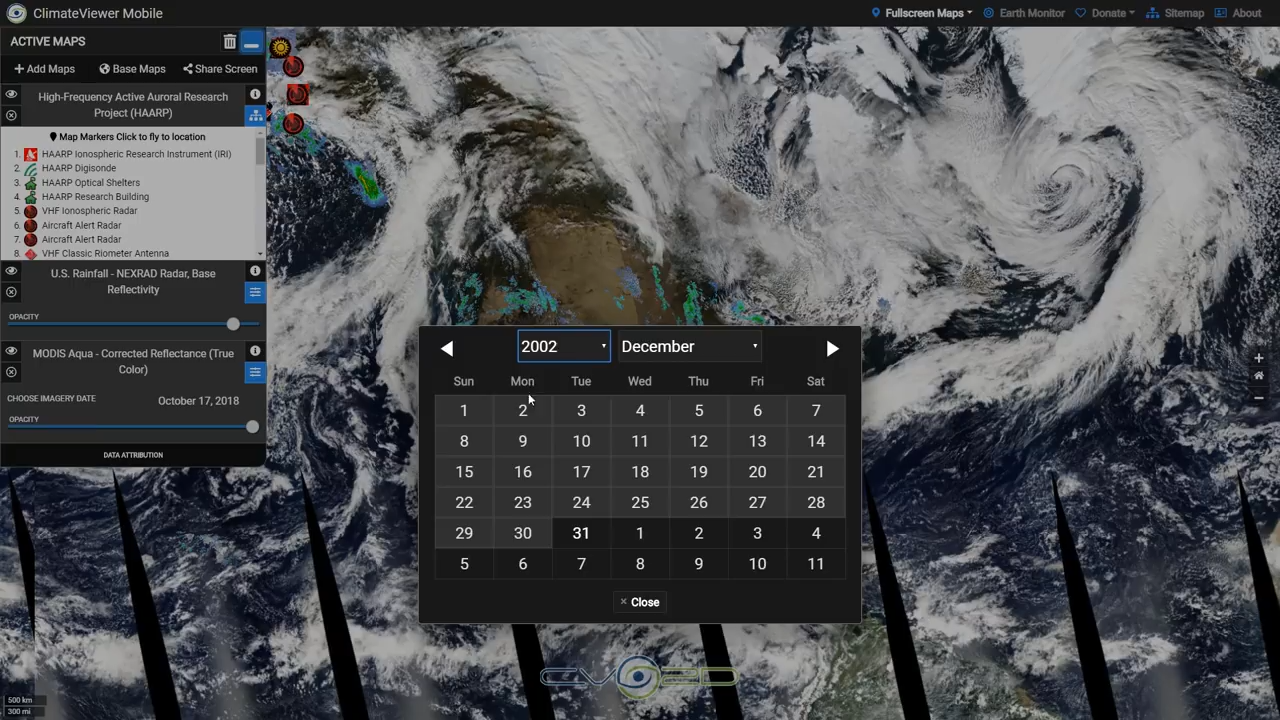 ClimateViewer Mobile
Fullscreen Maps
Earth Monitor
Donate
Sitemap
About
ACTIVE MAPS
Add Maps
Base Maps
Share Screen
High-Frequency Active Auroral Research
Project (HAARP)
Map Markers Click to fly to location
1. HAARP Ionospheric Research Instrument (IRI)
2. HAARP Digisonde
3. HAARP Optical Shelters
4. HAARP Research Building
5. VHF Ionospheric Radar
6. Aircraft Alert Radar
7. Aircraft Alert Radar
8. VHF Classic Riometer Antenna
U.S. Rainfall - NEXRAD Radar, Base
Reflectivity
OPACITY
MODIS Aqua - Corrected Reflectance (True
Color)
CHOOSE IMAGERY DATE October 17, 2018
OPACITY
DATA ATTRIBUTION
2002 December
Sun Mon Tue Wed Thu Fri Sat
1 2 3 4 5 6 7
8 9 10 11 12 13 14
15 16 17 18 19 20 21
22 23 24 25 26 27 28
29 30 31 1 2 3 4
5 6 7 8 9 10 11
× Close
CV3D
500 km
300 mi